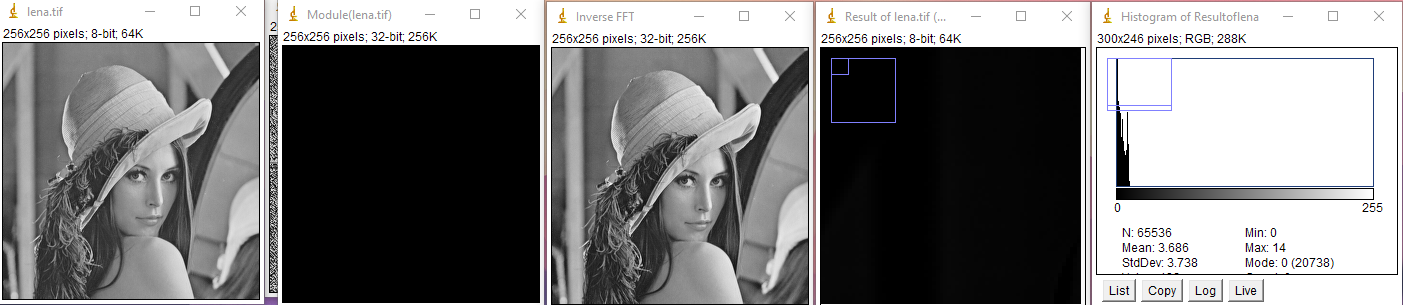 lena.tif
256x256 pixels; 8-bit; 64K
2
Module(lena.tif)
256x256 pixels; 32-bit; 256K
Inverse FFT
256x256 pixels; 32-bit; 256K
Result of lena.tif (...
256x256 pixels; 8-bit; 64K
Histogram of Resultoflena
300x246 pixels; RGB; 288K
0
255
N: 65536
Min: 0
Mean: 3.686
Max: 14
StdDev: 3.738
Mode: 0 (20738)
List
Copy
Log
Live